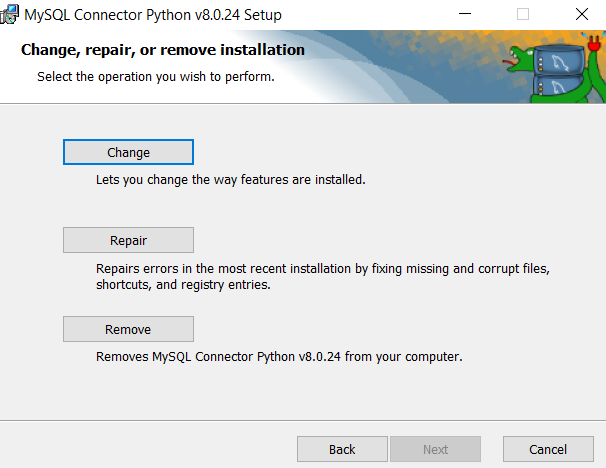 MySQL Connector Python v8.0.24 Setup
Change, repair, or remove installation
Select the operation you wish to perform.
Change
Lets you change the way features are installed.
Repair
Repairs errors in the most recent installation by fixing missing and corrupt files,
shortcuts, and registry entries.
Remove
Removes MySQL Connector Python v8.0.24 from your computer.
Back
Next
Cancel